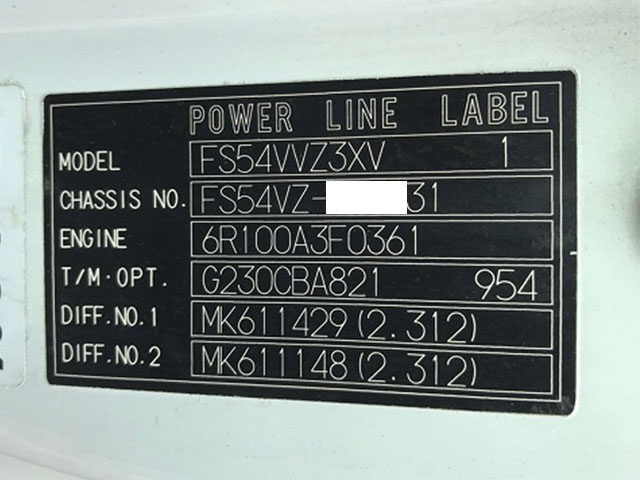 POWER LINE LABEL
MODEL FS54VVZ3XV 1
CHASSIS NO. FS54VZ- 31
ENGINE 6R100A3F0361
T/M·OPT. G230CBA821 954
DIFF.NO.1 MK611429(2.312)
DIFF.NO.2 MK611148(2.312)